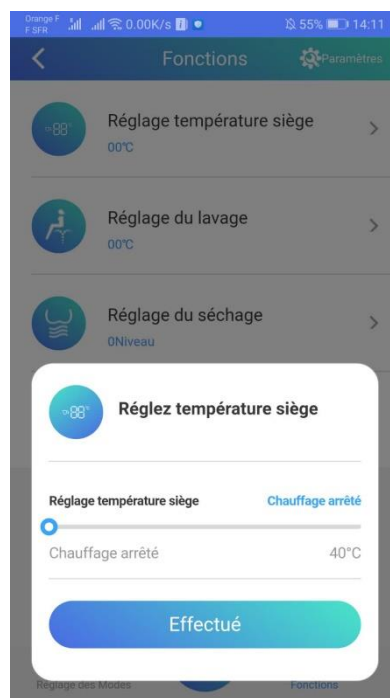 Orange F
F SFR
0.00K/s
55%
14:11
Fonctions
Paramètres
Réglage température siège
00°C
Réglage du lavage
00°C
Réglage du séchage
0Niveau
Réglez température siège
Réglage température siège
Chauffage arrêté
Chauffage arrêté
40°C
Effectué
Réglage des Modes
Fonctions